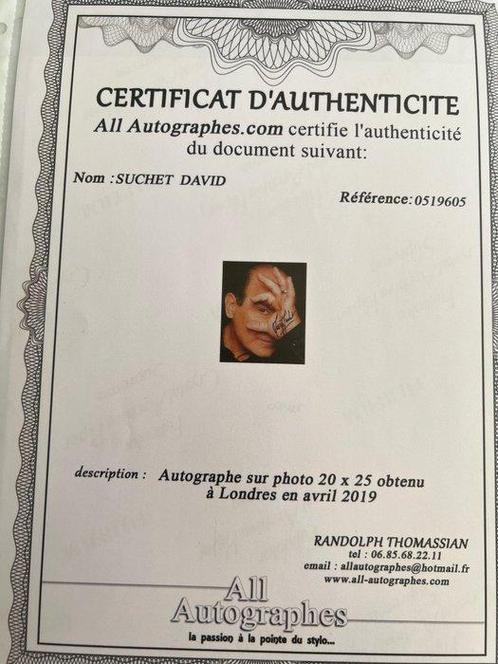 CERTIFICAT D'AUTHENTICITE
All Autographes.com certifie l'authenticité
du document suivant:
Nom :SUCHET DAVID
Référence:0519605
description : Autographe sur photo 20 x 25 obtenu
à Londres en avril 2019
RANDOLPH THOMASSIAN
tel : 06.85.68.22.11
email : allautographes@hotmail.fr
www.all-autographes.com
All
Autographes
la passion à la pointe du stylo...